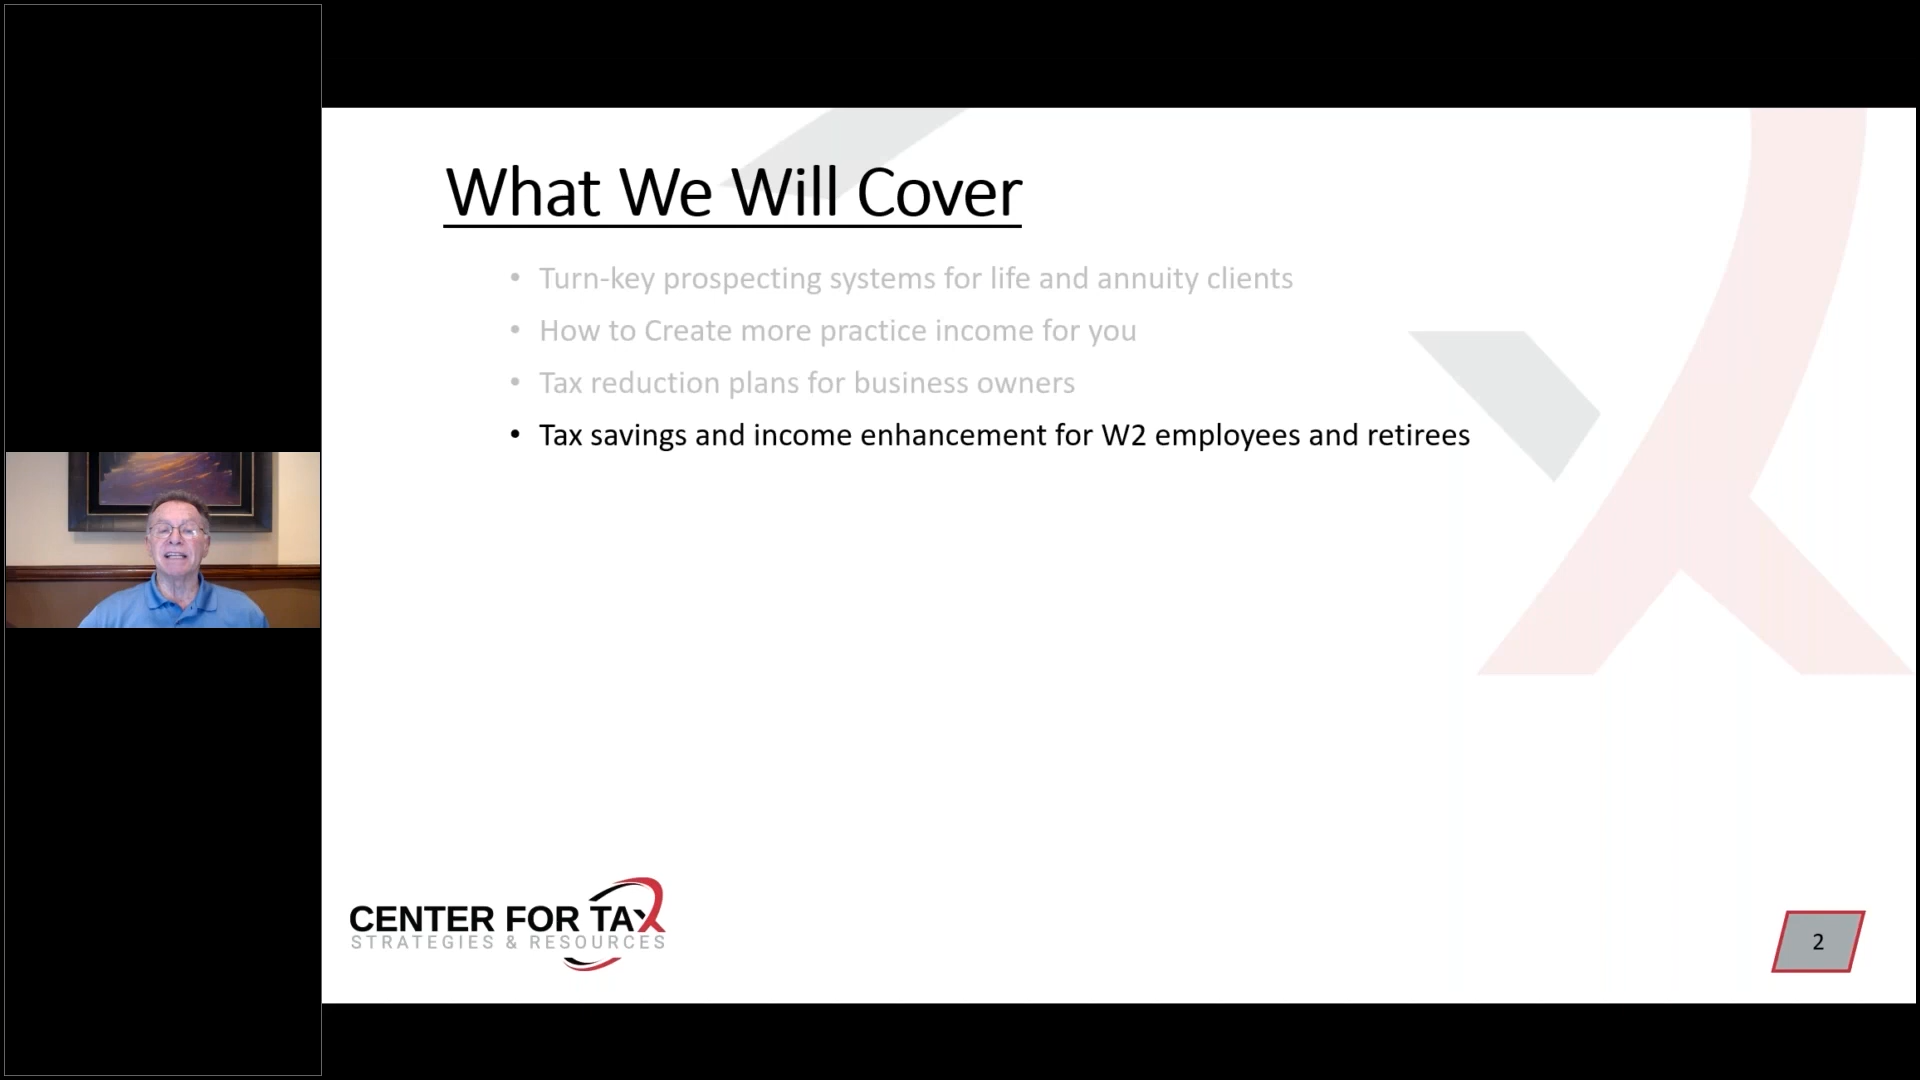 What We Will Cover
• Turn-key prospecting systems for life and annuity clients
• How to Create more practice income for you
• Tax reduction plans for business owners
• Tax savings and income enhancement for W2 employees and retirees
CENTER FOR TAX
STRATEGIES & RESOURCES
2